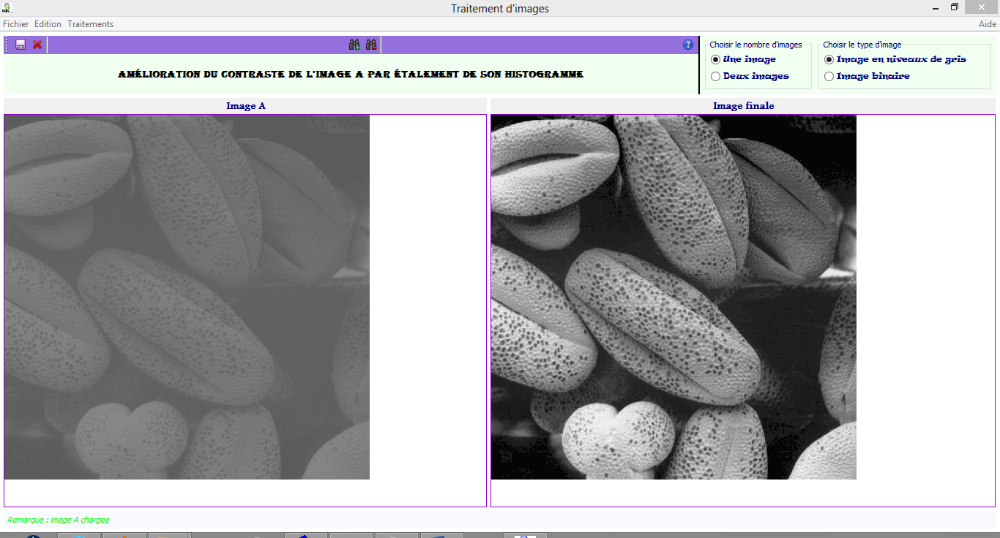 Traitement d'images
Fichier Edition Traitements Aide
Choisir le nombre d'images
Une image
Deux images
Choisir le type d'image
Image en niveaux de gris
Image binaire
AMÉLIORATION DU CONTRASTE DE L'IMAGE A PAR ÉTALEMENT DE SON HISTOGRAMME
Image A
Image finale
Remarque : image A chargee